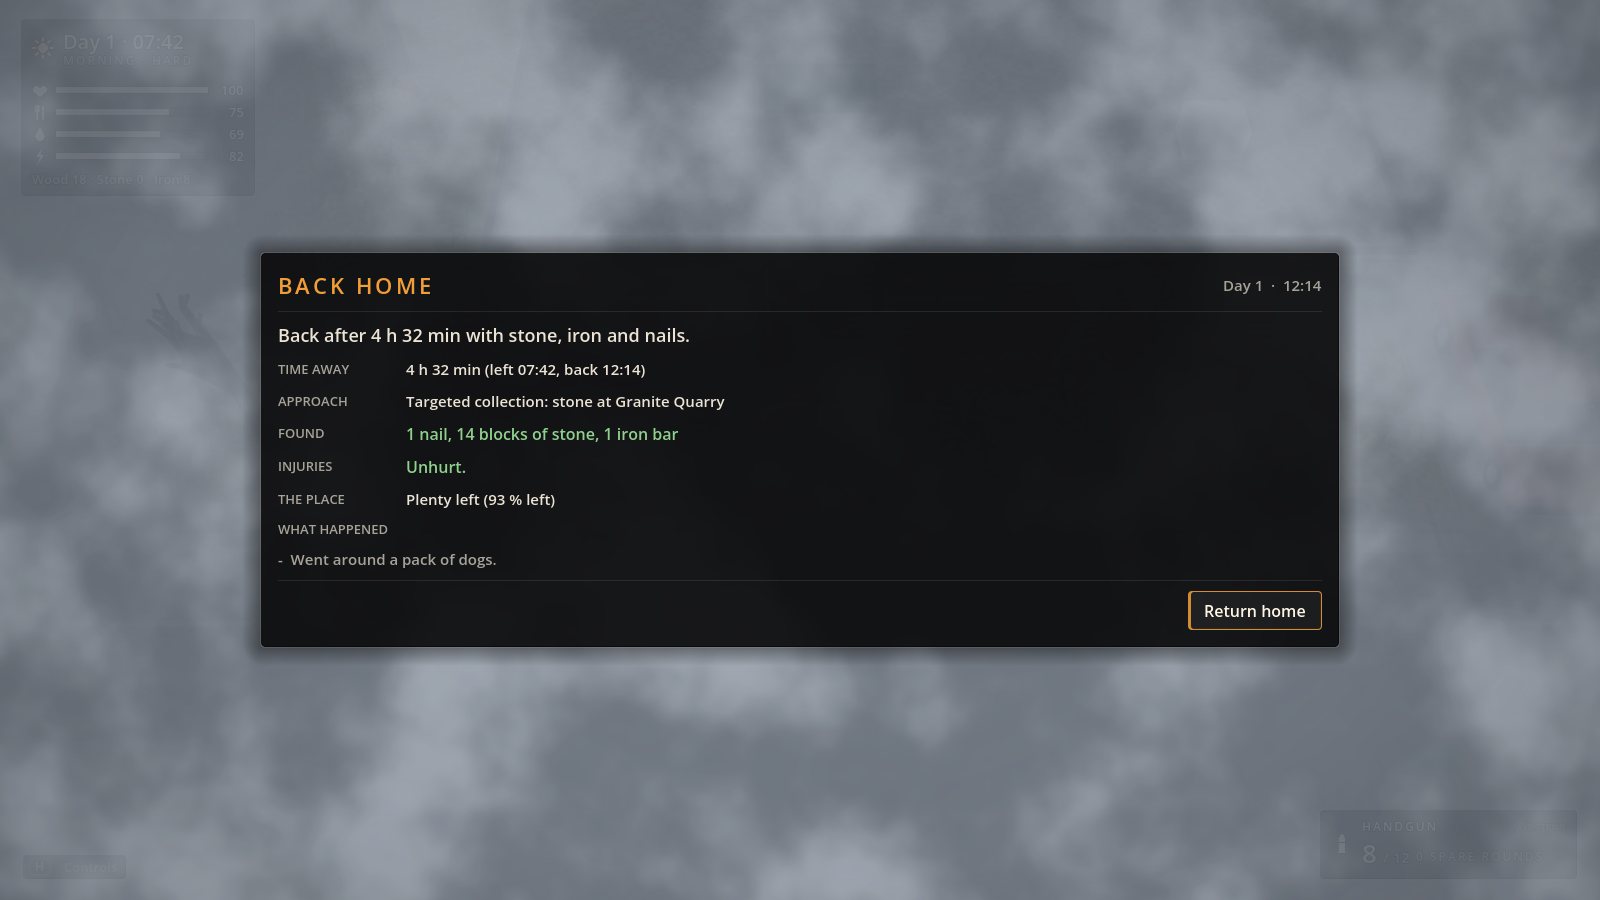 Day 1 · 07:42
MORNING · HARD
100
75
69
82
Wood 18 Stone 0 Iron 8
BACK HOME
Day 1 · 12:14
Back after 4 h 32 min with stone, iron and nails.
TIME AWAY 4 h 32 min (left 07:42, back 12:14)
APPROACH Targeted collection: stone at Granite Quarry
FOUND 1 nail, 14 blocks of stone, 1 iron bar
INJURIES Unhurt.
THE PLACE Plenty left (93 % left)
WHAT HAPPENED
- Went around a pack of dogs.
Return home
HANDGUN
8 / 12 0 SPARE ROUNDS
H Controls